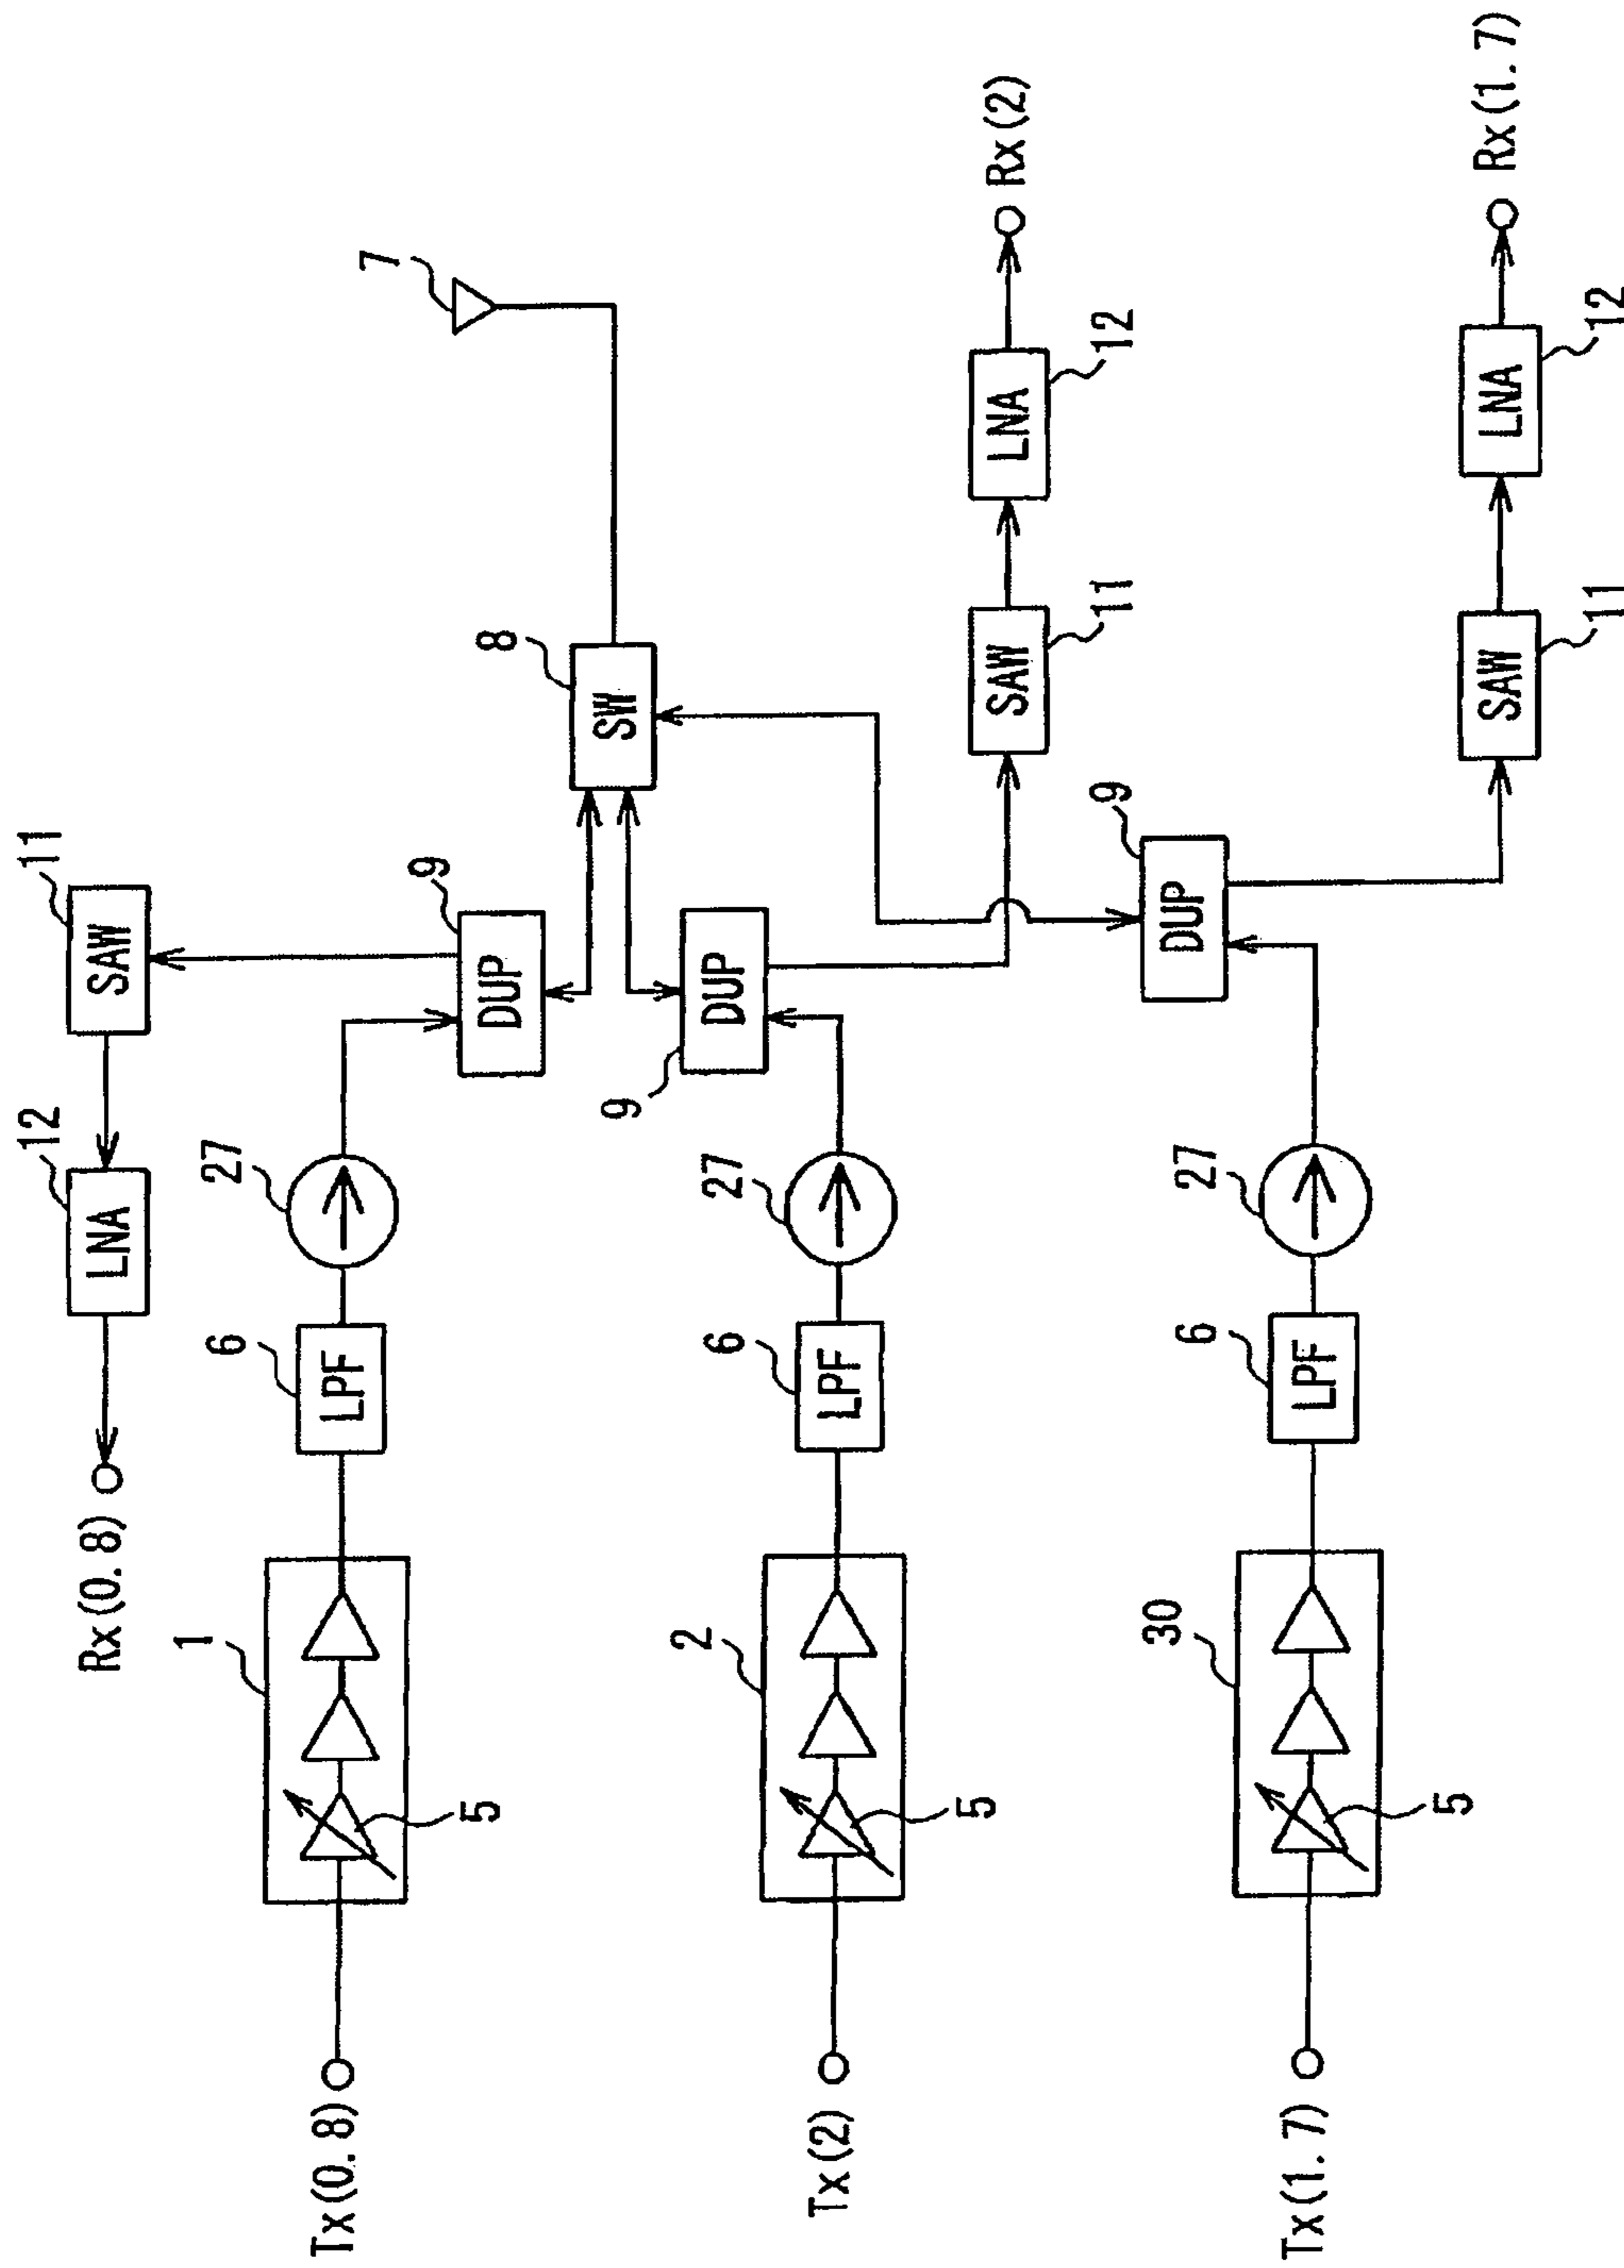 11
SAW
12
LNA
Rx(0.8)
7
8
SW
9
DUP
27
6
LPF
1
5
Tx(0.8)
Rx(2)
12
LNA
11
SAW
9
DUP
27
6
LPF
2
5
Tx(2)
Rx(1.7)
12
LNA
11
SAW
9
DUP
27
6
LPF
30
5
Tx(1.7)